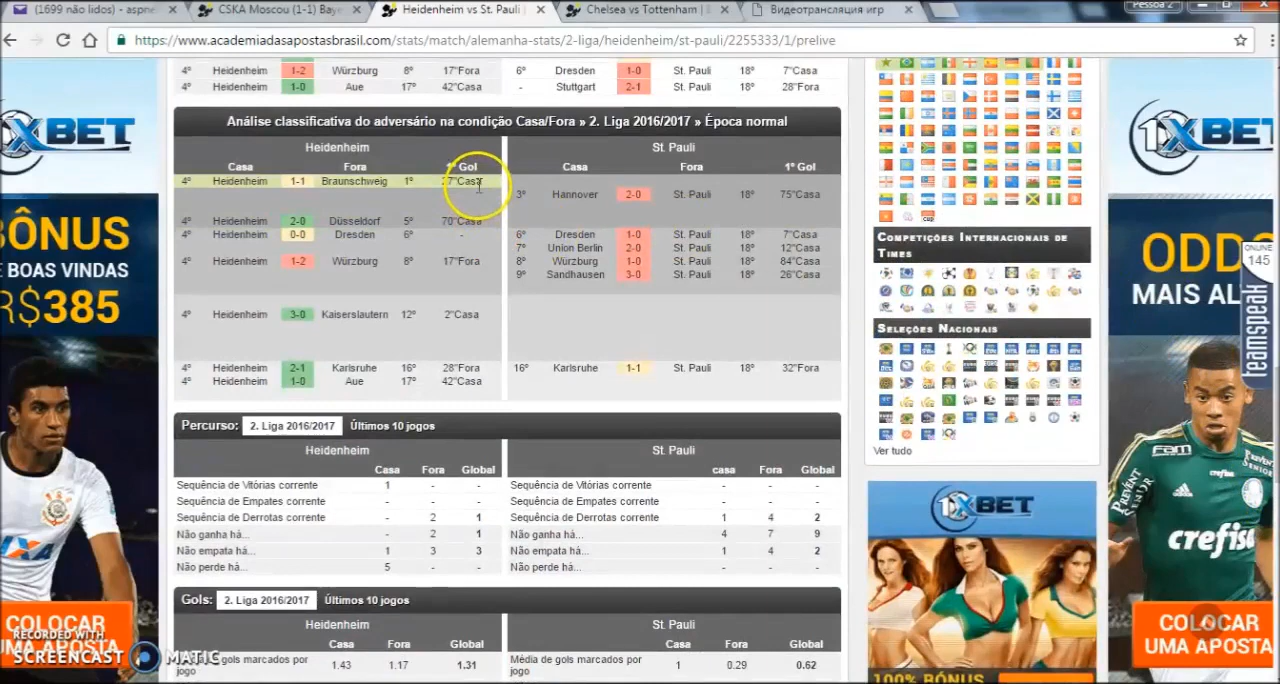 (1699 não lidos) - aspne
CSKA Moscou (1-1) Baye
Heidenheim vs St. Pauli |
Chelsea vs Tottenham |
Видеотрансляция игр
Pessoa 2
https://www.academiadasapostasbrasil.com/stats/match/alemanha-stats/2-liga/heidenheim/st-pauli/2255333/1/prelive
4º Heidenheim 1-2 Würzburg 8º 17"Fora 6º Dresden 1-0 St. Pauli 18º 7"Casa
4º Heidenheim 1-0 Aue 17º 42"Casa - Stuttgart 2-1 St. Pauli 18º 28"Fora
Análise classificativa do adversário na condição Casa/Fora » 2. Liga 2016/2017 » Época normal
Heidenheim St. Pauli
Casa Fora 1º Gol Casa Fora 1º Gol
4º Heidenheim 1-1 Braunschweig 1º 7"Casa
3º Hannover 2-0 St. Pauli 18º 75"Casa
4º Heidenheim 2-0 Düsseldorf 5º 70"Casa
4º Heidenheim 0-0 Dresden 6º - 6º Dresden 1-0 St. Pauli 18º 7"Casa
7º Union Berlin 2-0 St. Pauli 18º 12"Casa
4º Heidenheim 1-2 Würzburg 8º 17"Fora 8º Würzburg 1-0 St. Pauli 18º 84"Casa
9º Sandhausen 3-0 St. Pauli 18º 26"Casa
4º Heidenheim 3-0 Kaiserslautern 12º 2"Casa
4º Heidenheim 2-1 Karlsruhe 16º 28"Fora 16º Karlsruhe 1-1 St. Pauli 18º 32"Fora
4º Heidenheim 1-0 Aue 17º 42"Casa
Percurso: 2. Liga 2016/2017 Últimos 10 jogos
Heidenheim St. Pauli
Casa Fora Global casa Fora Global
Sequência de Vitórias corrente 1 - - Sequência de Vitórias corrente - - -
Sequência de Empates corrente - - - Sequência de Empates corrente - - -
Sequência de Derrotas corrente - 2 1 Sequência de Derrotas corrente 1 4 2
Não ganha há... - 2 1 Não ganha há... 4 7 9
Não empata há... 1 3 3 Não empata há... 1 4 2
Não perde há... 5 - - Não perde há... - - -
Gols: 2. Liga 2016/2017 Últimos 10 jogos
Heidenheim St. Pauli
Casa Fora Global Casa Fora Global
gols marcados por jogo 1.43 1.17 1.31 Média de gols marcados por jogo 1 0.29 0.62
Competições Internacionais de Times
Seleções Nacionais
Ver tudo
1XBET
100% BÔNUS
XBET
BÔNUS
E BOAS VINDAS
R$385
COLOCAR
UMA APOSTA
RECORDED WITH
SCREENCAST MATIC
1XBET
ODD
MAIS AL
ONLINE
145
teamspeak
FAM
PREVENT SENIOR
crefisa
COLOCAR
UMA APOSTA